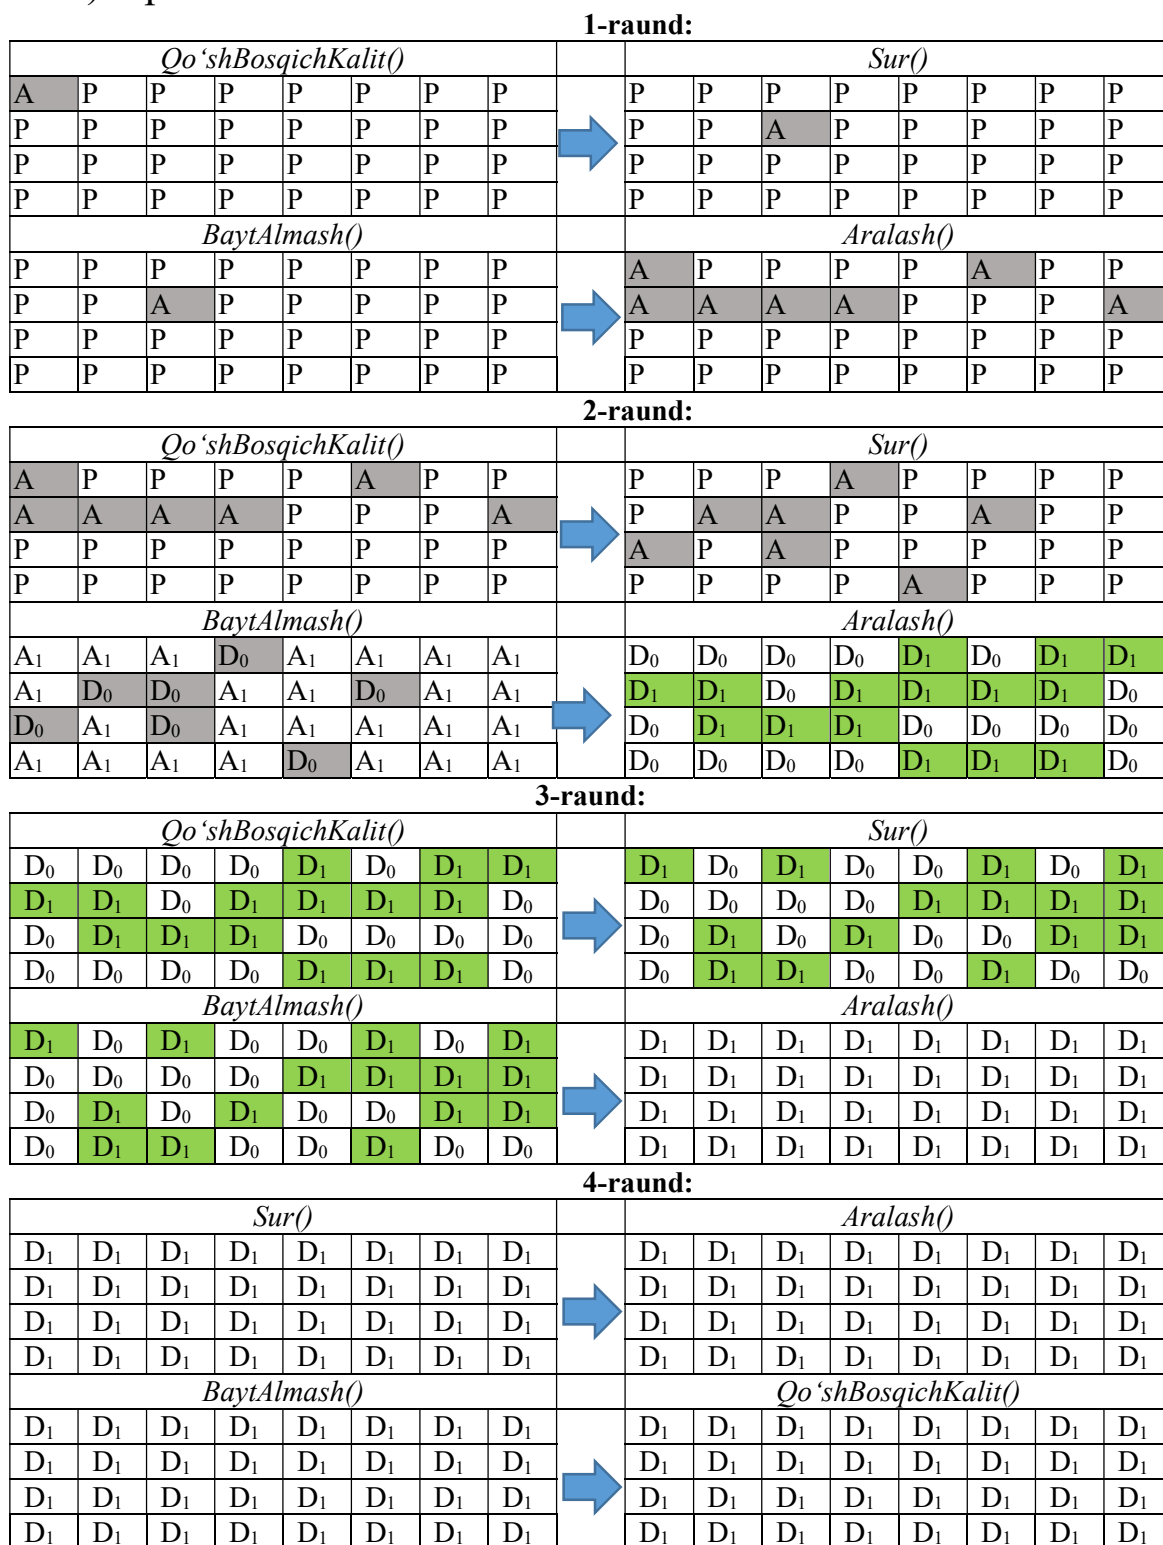 1-raund:
Qo‘shBosqichKalit() Sur()
A P P P P P P P P P P P P P P P
P P P P P P P P P P A P P P P P
P P P P P P P P P P P P P P P P
P P P P P P P P P P P P P P P P
BaytAlmash() Aralash()
P P P P P P P P A P P P P A P P
P P A P P P P P A A A A P P P A
P P P P P P P P P P P P P P P P
P P P P P P P P P P P P P P P P
2-raund:
Qo‘shBosqichKalit() Sur()
A P P P P A P P P P P A P P P P
A A A A P P P A P A A P P A P P
P P P P P P P P A P A P P P P P
P P P P P P P P P P P P A P P P
BaytAlmash() Aralash()
A₁ A₁ A₁ D₀ A₁ A₁ A₁ A₁ D₀ D₀ D₀ D₀ D₁ D₀ D₁ D₁
A₁ D₀ D₀ A₁ A₁ D₀ A₁ A₁ D₁ D₁ D₀ D₁ D₁ D₁ D₁ D₀
D₀ A₁ D₀ A₁ A₁ A₁ A₁ A₁ D₀ D₁ D₁ D₁ D₀ D₀ D₀ D₀
A₁ A₁ A₁ A₁ D₀ A₁ A₁ A₁ D₀ D₀ D₀ D₀ D₁ D₁ D₁ D₀
3-raund:
Qo‘shBosqichKalit() Sur()
D₀ D₀ D₀ D₀ D₁ D₀ D₁ D₁ D₁ D₀ D₁ D₀ D₀ D₁ D₀ D₁
D₁ D₁ D₀ D₁ D₁ D₁ D₁ D₀ D₀ D₀ D₀ D₀ D₁ D₁ D₁ D₁
D₀ D₁ D₁ D₁ D₀ D₀ D₀ D₀ D₀ D₁ D₀ D₁ D₀ D₀ D₁ D₁
D₀ D₀ D₀ D₀ D₁ D₁ D₁ D₀ D₀ D₁ D₁ D₀ D₀ D₁ D₀ D₀
BaytAlmash() Aralash()
D₁ D₀ D₁ D₀ D₀ D₁ D₀ D₁ D₁ D₁ D₁ D₁ D₁ D₁ D₁ D₁
D₀ D₀ D₀ D₀ D₁ D₁ D₁ D₁ D₁ D₁ D₁ D₁ D₁ D₁ D₁ D₁
D₀ D₁ D₀ D₁ D₀ D₀ D₁ D₁ D₁ D₁ D₁ D₁ D₁ D₁ D₁ D₁
D₀ D₁ D₁ D₀ D₀ D₁ D₀ D₀ D₁ D₁ D₁ D₁ D₁ D₁ D₁ D₁
4-raund:
Sur() Aralash()
D₁ D₁ D₁ D₁ D₁ D₁ D₁ D₁ D₁ D₁ D₁ D₁ D₁ D₁ D₁ D₁
D₁ D₁ D₁ D₁ D₁ D₁ D₁ D₁ D₁ D₁ D₁ D₁ D₁ D₁ D₁ D₁
D₁ D₁ D₁ D₁ D₁ D₁ D₁ D₁ D₁ D₁ D₁ D₁ D₁ D₁ D₁ D₁
D₁ D₁ D₁ D₁ D₁ D₁ D₁ D₁ D₁ D₁ D₁ D₁ D₁ D₁ D₁ D₁
BaytAlmash() Qo‘shBosqichKalit()
D₁ D₁ D₁ D₁ D₁ D₁ D₁ D₁ D₁ D₁ D₁ D₁ D₁ D₁ D₁ D₁
D₁ D₁ D₁ D₁ D₁ D₁ D₁ D₁ D₁ D₁ D₁ D₁ D₁ D₁ D₁ D₁
D₁ D₁ D₁ D₁ D₁ D₁ D₁ D₁ D₁ D₁ D₁ D₁ D₁ D₁ D₁ D₁
D₁ D₁ D₁ D₁ D₁ D₁ D₁ D₁ D₁ D₁ D₁ D₁ D₁ D₁ D₁ D₁